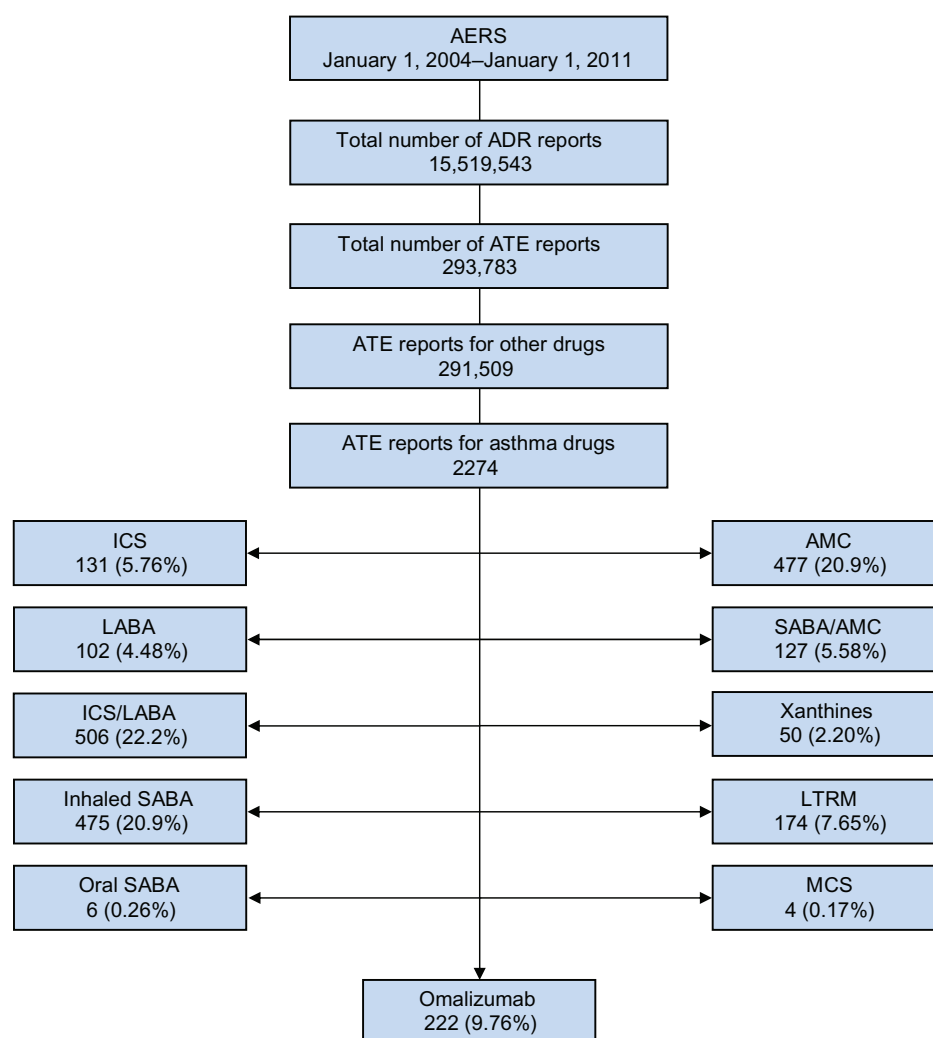 AERS
January 1, 2004–January 1, 2011
Total number of ADR reports
15,519,543
Total number of ATE reports
293,783
ATE reports for other drugs
291,509
ATE reports for asthma drugs
2274
ICS
131 (5.76%)
AMC
477 (20.9%)
LABA
102 (4.48%)
SABA/AMC
127 (5.58%)
ICS/LABA
506 (22.2%)
Xanthines
50 (2.20%)
Inhaled SABA
475 (20.9%)
LTRM
174 (7.65%)
Oral SABA
6 (0.26%)
MCS
4 (0.17%)
Omalizumab
222 (9.76%)